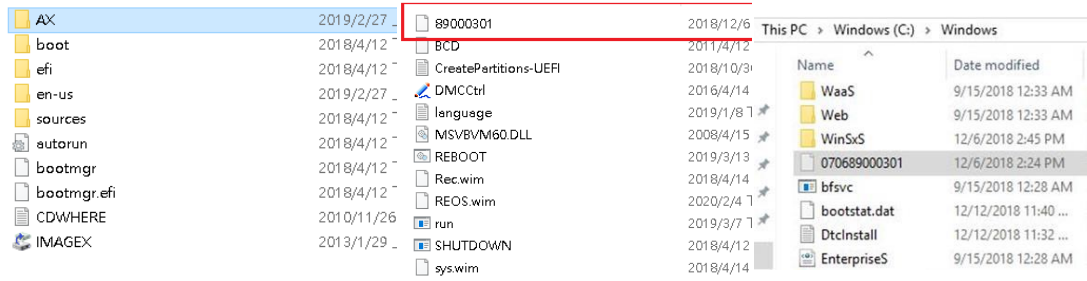 AX 2019/2/27
boot 2018/4/12
efi 2018/4/12
en-us 2019/2/27
sources 2018/4/12
autorun 2018/4/12
bootmgr 2018/4/12
bootmgr.efi 2018/4/12
CDWHERE 2010/11/26
IMAGEX 2013/1/29
89000301 2018/12/6
BCD 2011/4/12
CreatePartitions-UEFI 2018/10/30
DMCCtrl 2016/4/14
language 2019/1/8
MSVBVM60.DLL 2008/4/15
REBOOT 2019/3/13
Rec.wim 2018/4/14
REOS.wim 2020/2/4
run 2019/3/7
SHUTDOWN 2018/4/12
sys.wim 2018/4/14
This PC > Windows (C:) > Windows
Name Date modified
WaaS 9/15/2018 12:33 AM
Web 9/15/2018 12:33 AM
WinSxS 12/6/2018 2:45 PM
070689000301 12/6/2018 2:24 PM
bfsvc 9/15/2018 12:28 AM
bootstat.dat 12/12/2018 11:40 ...
DtcInstall 12/12/2018 11:32 ...
EnterpriseS 9/15/2018 12:28 AM